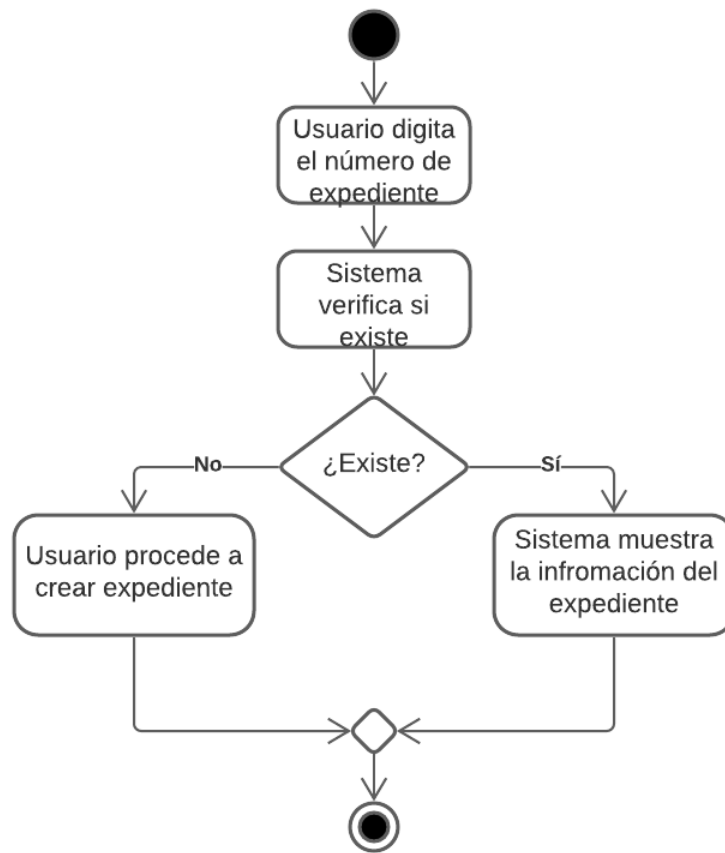 Usuario digita
el número de
expediente
Sistema
verifica si
existe
¿Existe?
No
Sí
Usuario procede a
crear expediente
Sistema muestra
la infromación del
expediente